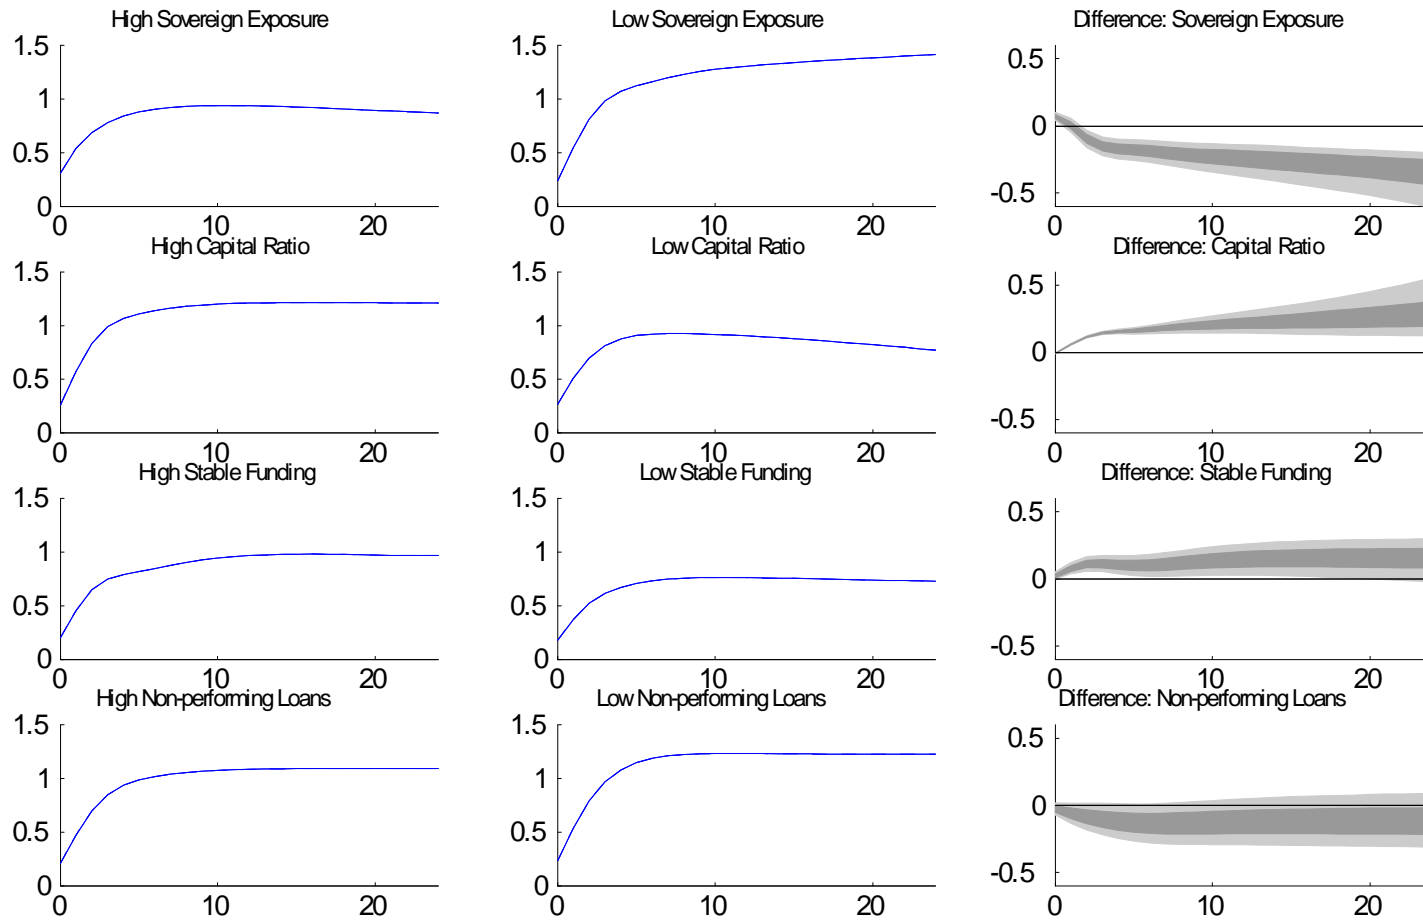 High Sovereign Exposure
Low Sovereign Exposure
Difference: Sovereign Exposure
1.5
1
0.5
0
0 10 20
1.5
1
0.5
0
0 10 20
0.5
0
-0.5
0 10 20
High Capital Ratio
Low Capital Ratio
Difference: Capital Ratio
1.5
1
0.5
0
0 10 20
1.5
1
0.5
0
0 10 20
0.5
0
-0.5
0 10 20
High Stable Funding
Low Stable Funding
Difference: Stable Funding
1.5
1
0.5
0
0 10 20
1.5
1
0.5
0
0 10 20
0.5
0
-0.5
0 10 20
High Non-performing Loans
Low Non-performing Loans
Difference: Non-performing Loans
1.5
1
0.5
0
0 10 20
1.5
1
0.5
0
0 10 20
0.5
0
-0.5
0 10 20